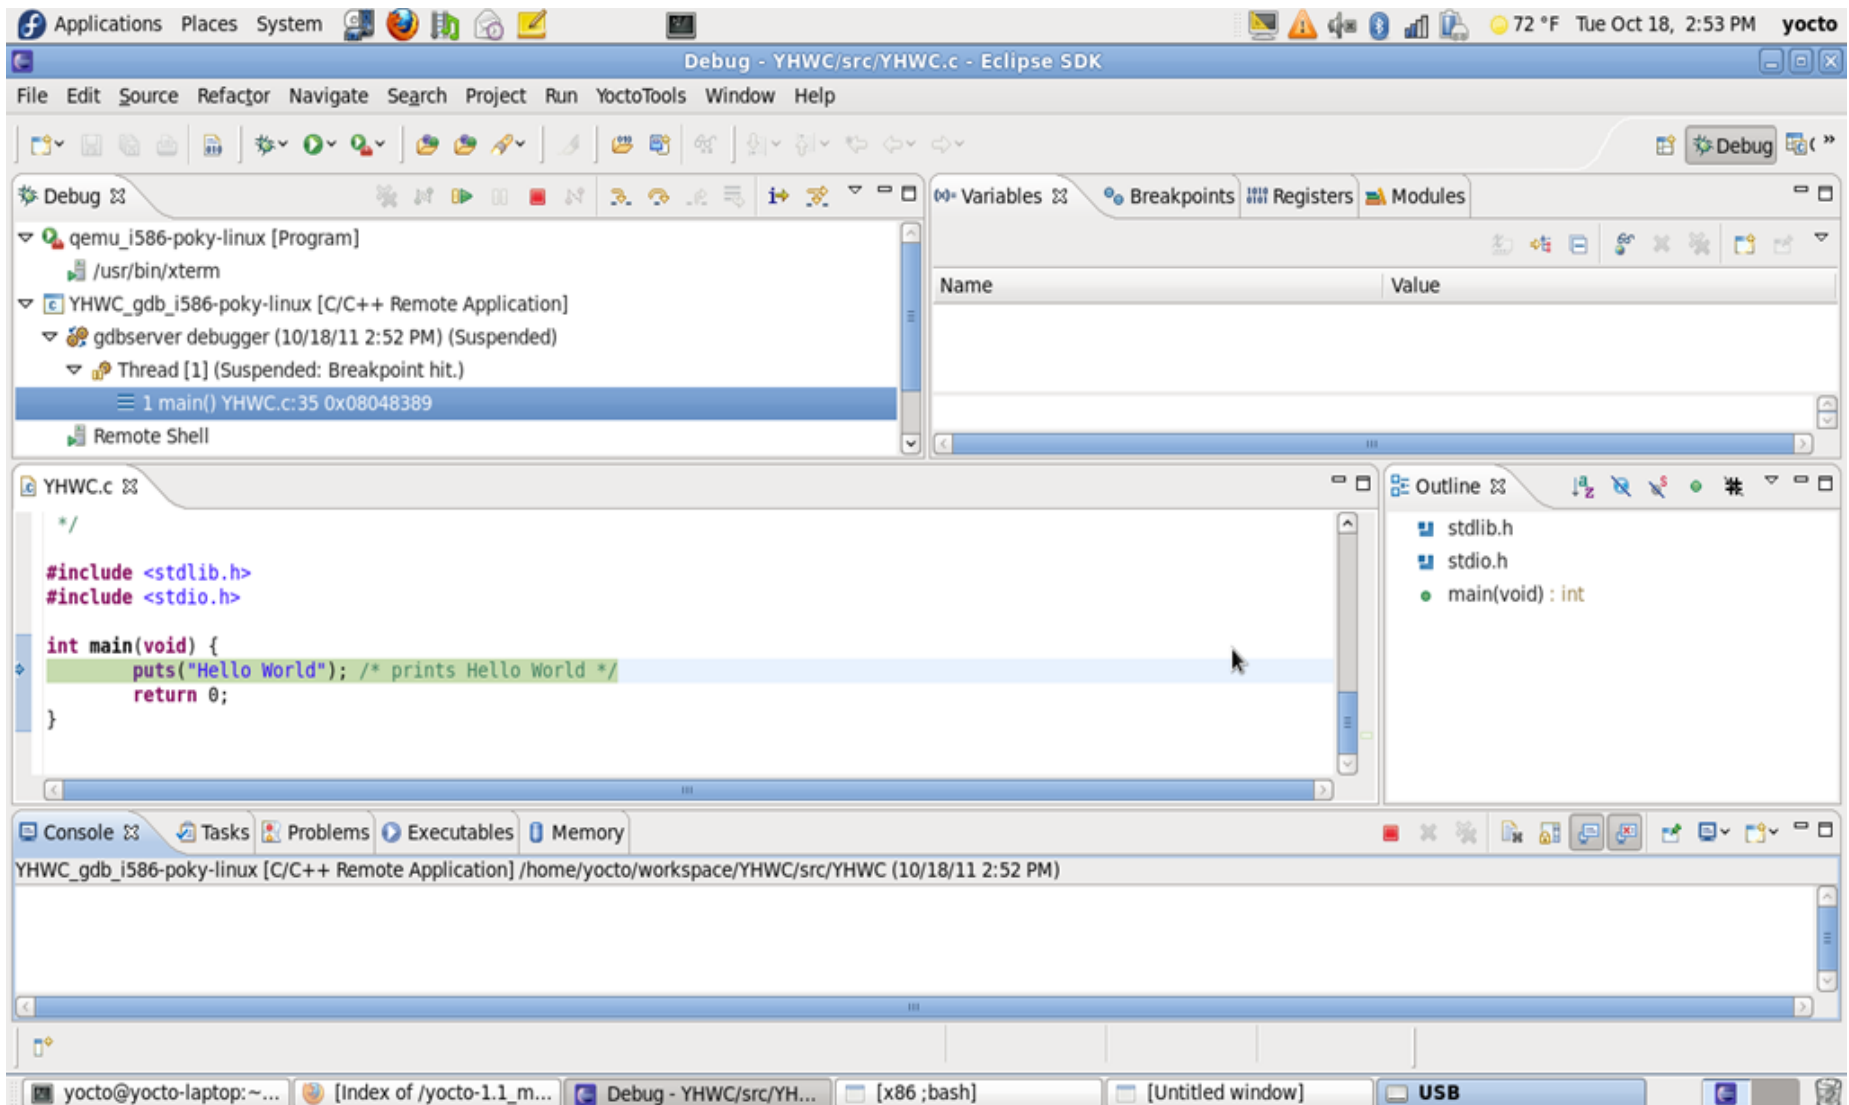 Applications Places System 72 °F Tue Oct 18, 2:53 PM yocto
Debug - YHWC/src/YHWC.c - Eclipse SDK
File Edit Source Refactor Navigate Search Project Run YoctoTools Window Help
Debug
Debug
qemu_i586-poky-linux [Program]
/usr/bin/xterm
YHWC_gdb_i586-poky-linux [C/C++ Remote Application]
gdbserver debugger (10/18/11 2:52 PM) (Suspended)
Thread [1] (Suspended: Breakpoint hit.)
1 main() YHWC.c:35 0x08048389
Remote Shell
Variables Breakpoints Registers Modules
Name Value
YHWC.c
*/
#include <stdlib.h>
#include <stdio.h>
int main(void) {
puts("Hello World"); /* prints Hello World */
return 0;
}
Outline
stdlib.h
stdio.h
main(void) : int
Console Tasks Problems Executables Memory
YHWC_gdb_i586-poky-linux [C/C++ Remote Application] /home/yocto/workspace/YHWC/src/YHWC (10/18/11 2:52 PM)
yocto@yocto-laptop:~... [Index of /yocto-1.1_m... Debug - YHWC/src/YH... [x86 ;bash] [Untitled window] USB